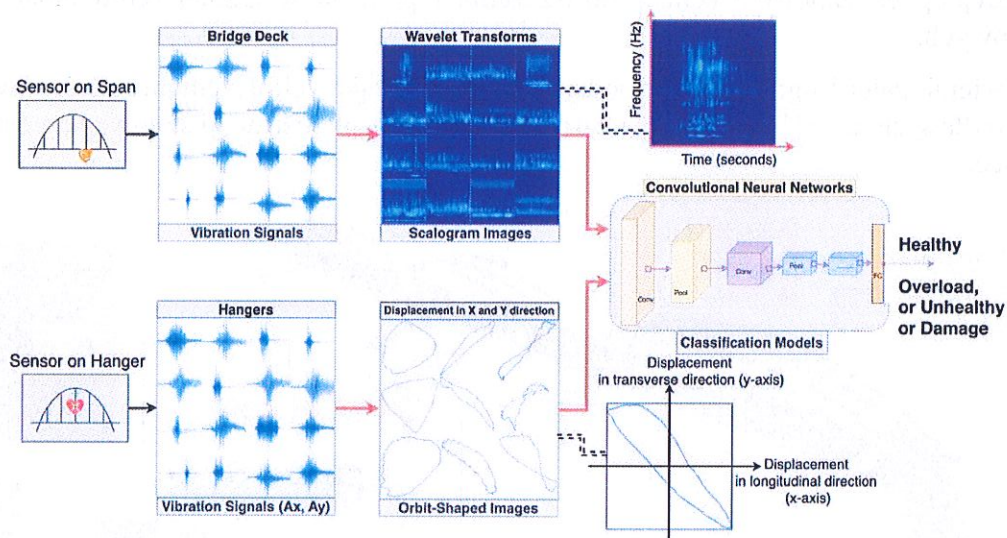 Bridge Deck
Wavelet Transforms
Frequency (Hz)
Sensor on Span
Time (seconds)
Vibration Signals
Scalogram Images
Convolutional Neural Networks
Conv
Pool
Conv
Pool
FC
Healthy
Overload,
or Unhealthy
or Damage
Classification Models
Hangers
Displacement in X and Y direction
Sensor on Hanger
Displacement
in transverse direction (y-axis)
Displacement
in longitudinal direction
(x-axis)
Vibration Signals (Ax, Ay)
Orbit-Shaped Images